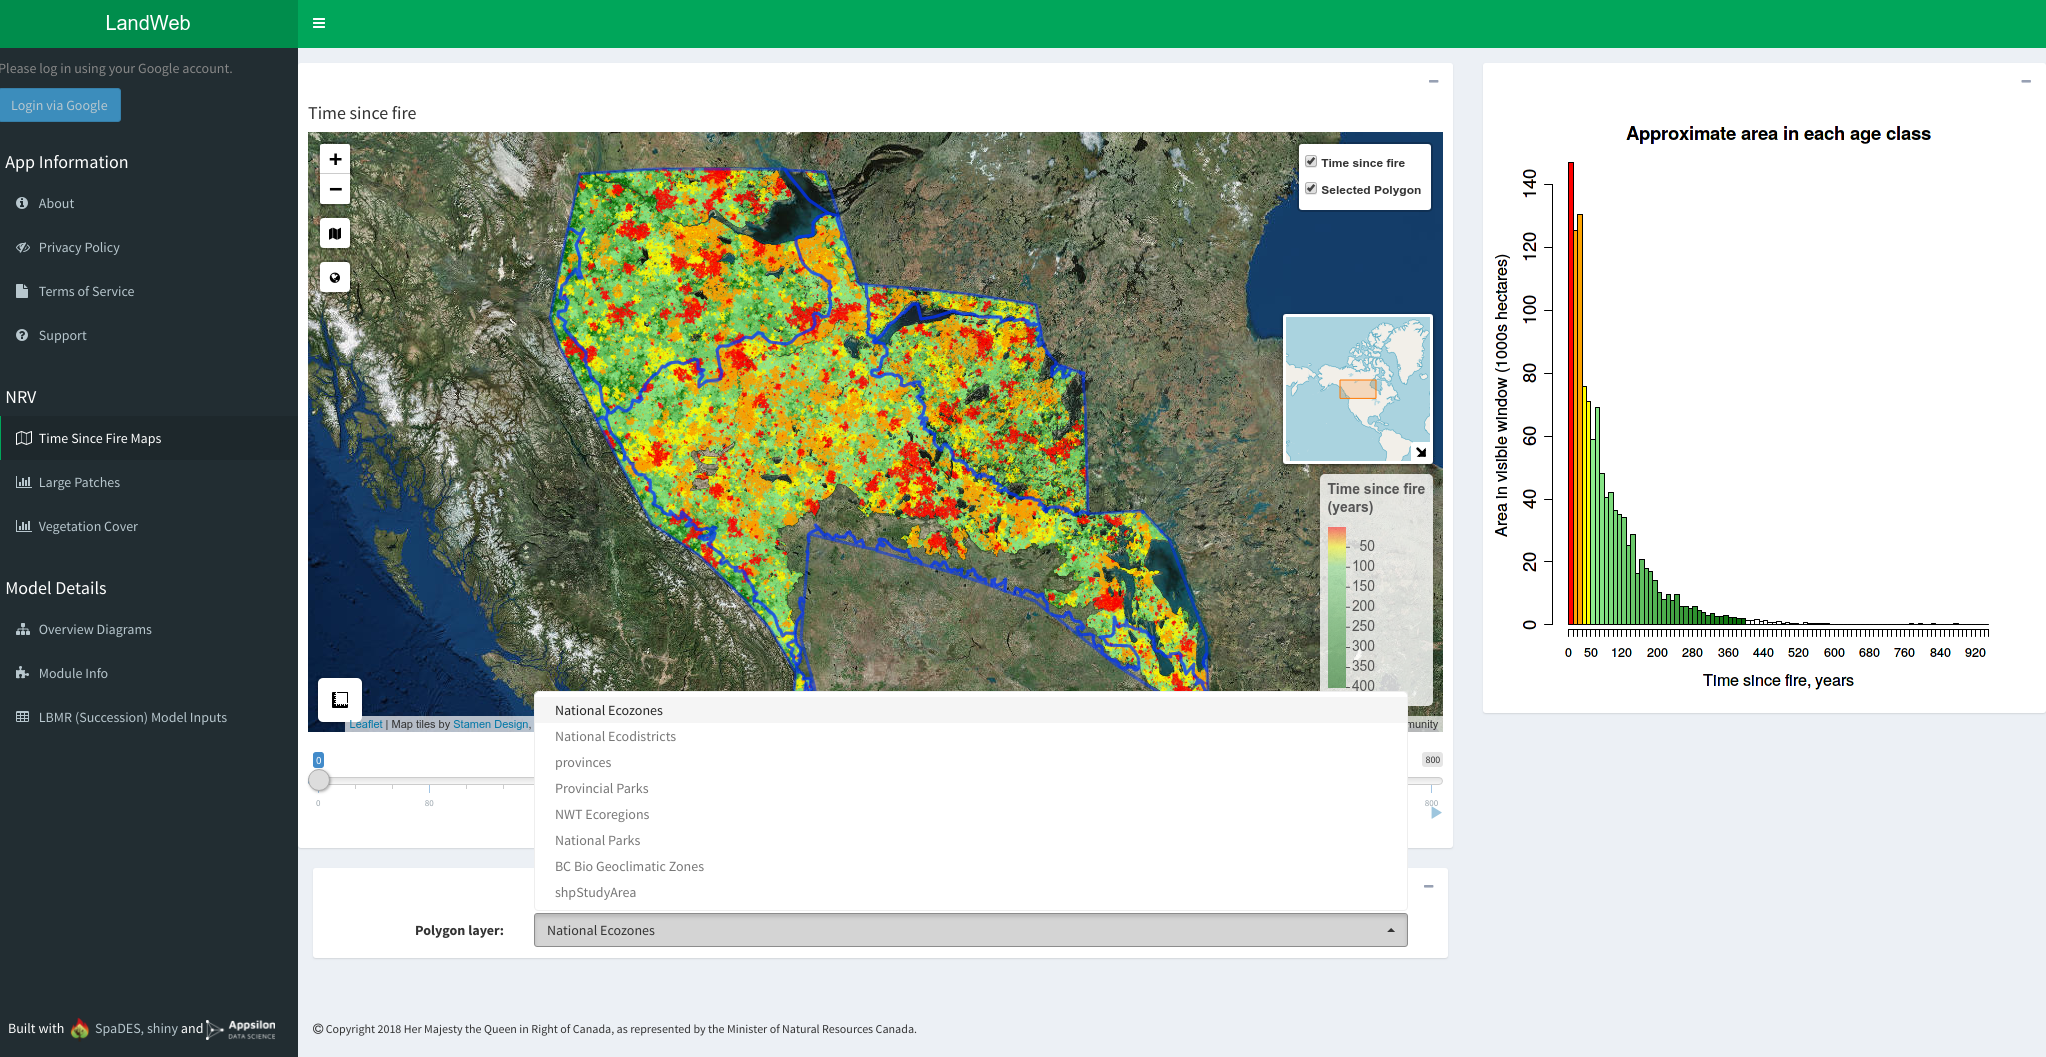 LandWeb
Please log in using your Google account.
Login via Google
App Information
About
Privacy Policy
Terms of Service
Support
NRV
Time Since Fire Maps
Large Patches
Vegetation Cover
Model Details
Overview Diagrams
Module Info
LBMR (Succession) Model Inputs
Built with SpaDES, shiny and Appsilon
DATA SCIENCE
Time since fire
+
−
Time since fire
Selected Polygon
Time since fire
(years)
50
100
150
200
250
300
350
400
Leaflet | Map tiles by Stamen Design,
munity
0
800
0
80
800
National Ecozones
National Ecodistricts
provinces
Provincial Parks
NWT Ecoregions
National Parks
BC Bio Geoclimatic Zones
shpStudyArea
Polygon layer:
National Ecozones
Approximate area in each age class
Area in visible window (1000s hectares)
140
120
100
80
60
40
20
0
0 50 120 200 280 360 440 520 600 680 760 840 920
Time since fire, years
© Copyright 2018 Her Majesty the Queen in Right of Canada, as represented by the Minister of Natural Resources Canada.